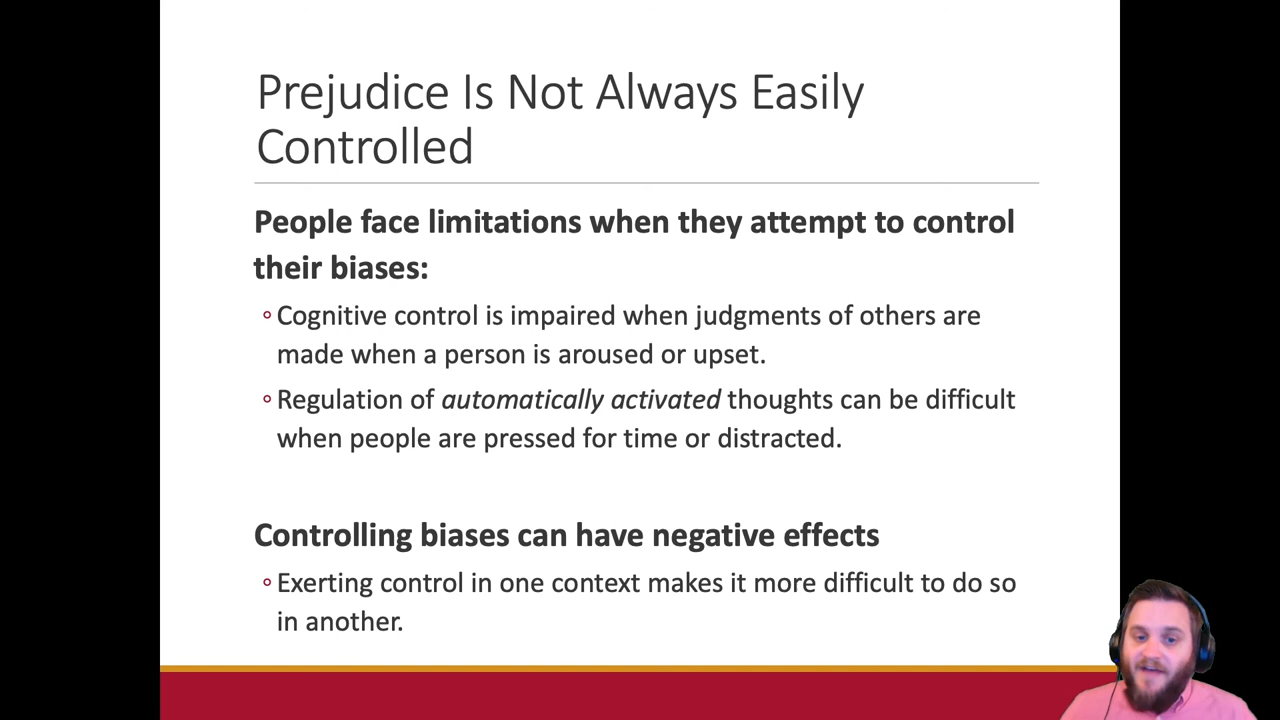 Prejudice Is Not Always Easily
Controlled
People face limitations when they attempt to control
their biases:
◦ Cognitive control is impaired when judgments of others are
made when a person is aroused or upset.
◦ Regulation of automatically activated thoughts can be difficult
when people are pressed for time or distracted.
Controlling biases can have negative effects
◦ Exerting control in one context makes it more difficult to do so
in another.